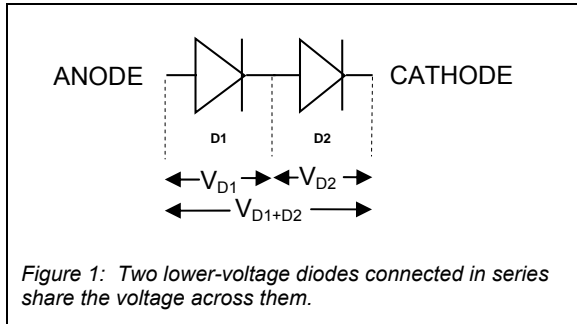 ANODE CATHODE
D1 D2
VD1 VD2
VD1+D2
Figure 1: Two lower-voltage diodes connected in series
share the voltage across them.